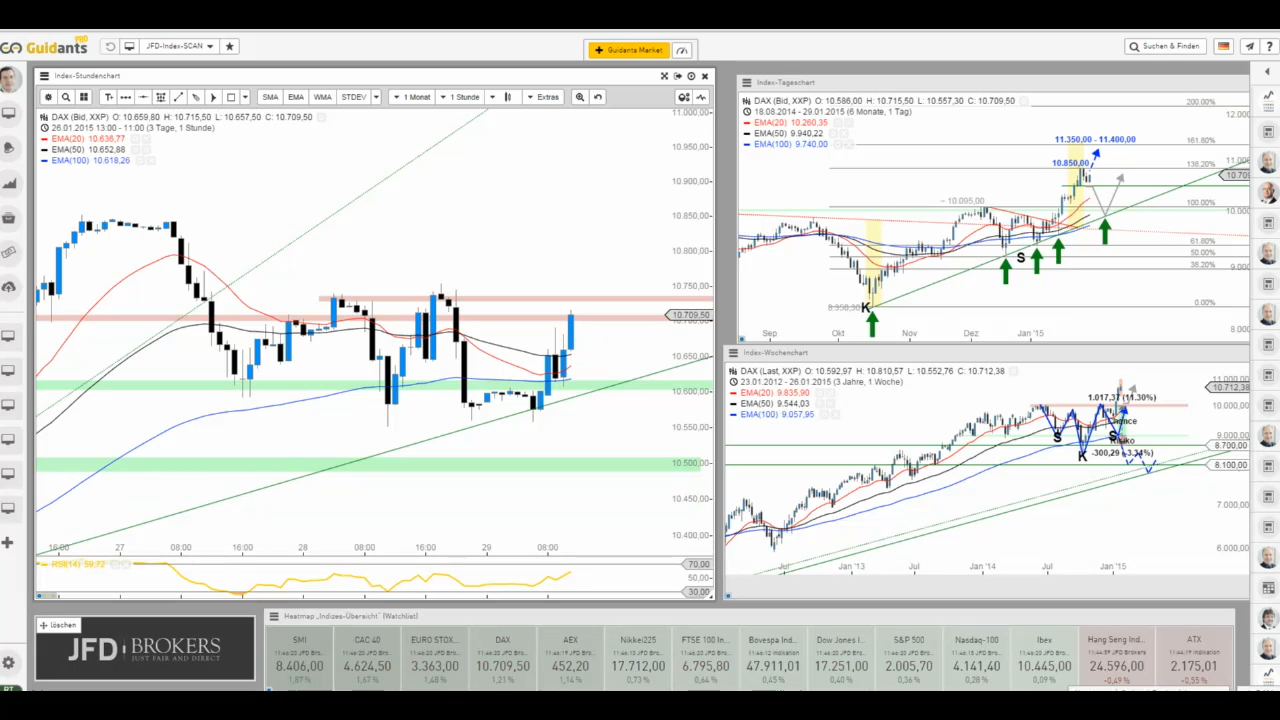 Guidants PRO
JFD-Index-SCAN
Guidants Market
Suchen & Finden
Index-Stundenchart
SMA EMA WMA STDEV 1 Monat 1 Stunde Extras
DAX (Bid, XXP) O: 10.659,80 H: 10.715,50 L: 10.657,50 C: 10.709,50
26.01.2015 13:00 - 11:00 (3 Tage, 1 Stunde)
EMA(20) 10.636,77
EMA(50) 10.652,88
EMA(100) 10.618,26
11.000,00
10.950,00
10.900,00
10.850,00
10.800,00
10.750,00
10.709,50
10.650,00
10.600,00
10.550,00
10.500,00
10.450,00
10.400,00
16:00 27 08:00 16:00 28 08:00 16:00 29 08:00
RSI(14) 59,72
70,00
50,00
30,00
Index-Tageschart
DAX (Bid, XXP) O: 10.586,00 H: 10.715,50 L: 10.557,30 C: 10.709,50
18.08.2014 - 29.01.2015 (6 Monate, 1 Tag)
EMA(20) 10.260,35
EMA(50) 9.940,22
EMA(100) 9.740,00
200.00%
12.000
11.350,00 - 11.400,00
161.80%
10.850,00
138.20%
11.000
10.709
~ 10.095,00
100.00%
10.000
61.80%
50.00%
38.20%
9.000
S
K
0.00%
8.000
Sep Okt Nov Dez Jan '15
Index-Wochenchart
DAX (Last, XXP) O: 10.592,97 H: 10.810,57 L: 10.552,76 C: 10.712,38
23.01.2012 - 26.01.2015 (3 Jahre, 1 Woche)
EMA(20) 9.835,90
EMA(50) 9.544,03
EMA(100) 9.057,95
11.000,00
10.712,38
1.017,37 (11.30%)
10.000,00
Chance
S
S
9.000,00
Risiko
8.700,00
K
-300,29 (-3.34%)
8.100,00
7.000,00
6.000,00
Jul Jan '13 Jul Jan '14 Jul Jan '15
löschen
JFD BROKERS
JUST FAIR AND DIRECT
Heatmap „Indizes-Übersicht" (Watchlist)
SMI CAC 40 EURO STOX... DAX AEX Nikkei225 FTSE 100 In... Bovespa Ind... Dow Jones I... S&P 500 Nasdaq-100 Ibex Hang Seng Ind... ATX
8.406,00 4.624,50 3.363,00 10.709,50 452,20 17.712,00 6.795,80 47.911,01 17.251,00 2.005,70 4.141,40 10.445,00 24.596,00 2.175,01
1,87% 1,67% 1,48% 1,21% 1,14% 0,73% 0,64% 0,45% 0,40% 0,36% 0,28% 0,09% -0,49% -0,55%